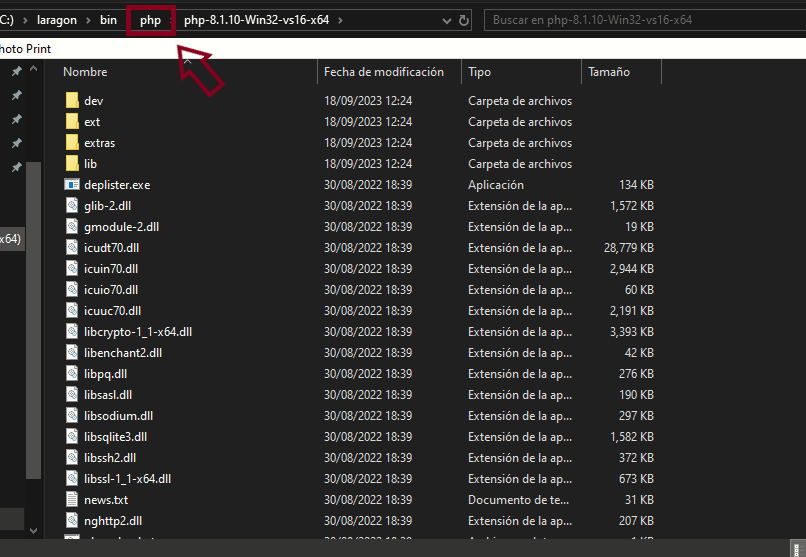 C:) > laragon > bin > php > php-8.1.10-Win32-vs16-x64 > Buscar en php-8.1.10-Win32-vs16-x64
hoto Print
Nombre Fecha de modificación Tipo Tamaño
dev 18/09/2023 12:24 Carpeta de archivos
ext 18/09/2023 12:24 Carpeta de archivos
extras 18/09/2023 12:24 Carpeta de archivos
lib 18/09/2023 12:24 Carpeta de archivos
deplister.exe 30/08/2022 18:39 Aplicación 134 KB
glib-2.dll 30/08/2022 18:39 Extensión de la ap... 1,572 KB
gmodule-2.dll 30/08/2022 18:39 Extensión de la ap... 19 KB
x64) icudt70.dll 30/08/2022 18:39 Extensión de la ap... 28,779 KB
icuin70.dll 30/08/2022 18:39 Extensión de la ap... 2,944 KB
icuio70.dll 30/08/2022 18:39 Extensión de la ap... 60 KB
icuuc70.dll 30/08/2022 18:39 Extensión de la ap... 2,191 KB
libcrypto-1_1-x64.dll 30/08/2022 18:39 Extensión de la ap... 3,393 KB
libenchant2.dll 30/08/2022 18:39 Extensión de la ap... 42 KB
libpq.dll 30/08/2022 18:39 Extensión de la ap... 276 KB
libsasl.dll 30/08/2022 18:39 Extensión de la ap... 190 KB
libsodium.dll 30/08/2022 18:39 Extensión de la ap... 297 KB
libsqlite3.dll 30/08/2022 18:39 Extensión de la ap... 1,582 KB
libssh2.dll 30/08/2022 18:39 Extensión de la ap... 372 KB
libssl-1_1-x64.dll 30/08/2022 18:39 Extensión de la ap... 673 KB
news.txt 30/08/2022 18:39 Documento de te... 31 KB
nghttp2.dll 30/08/2022 18:39 Extensión de la ap... 207 KB